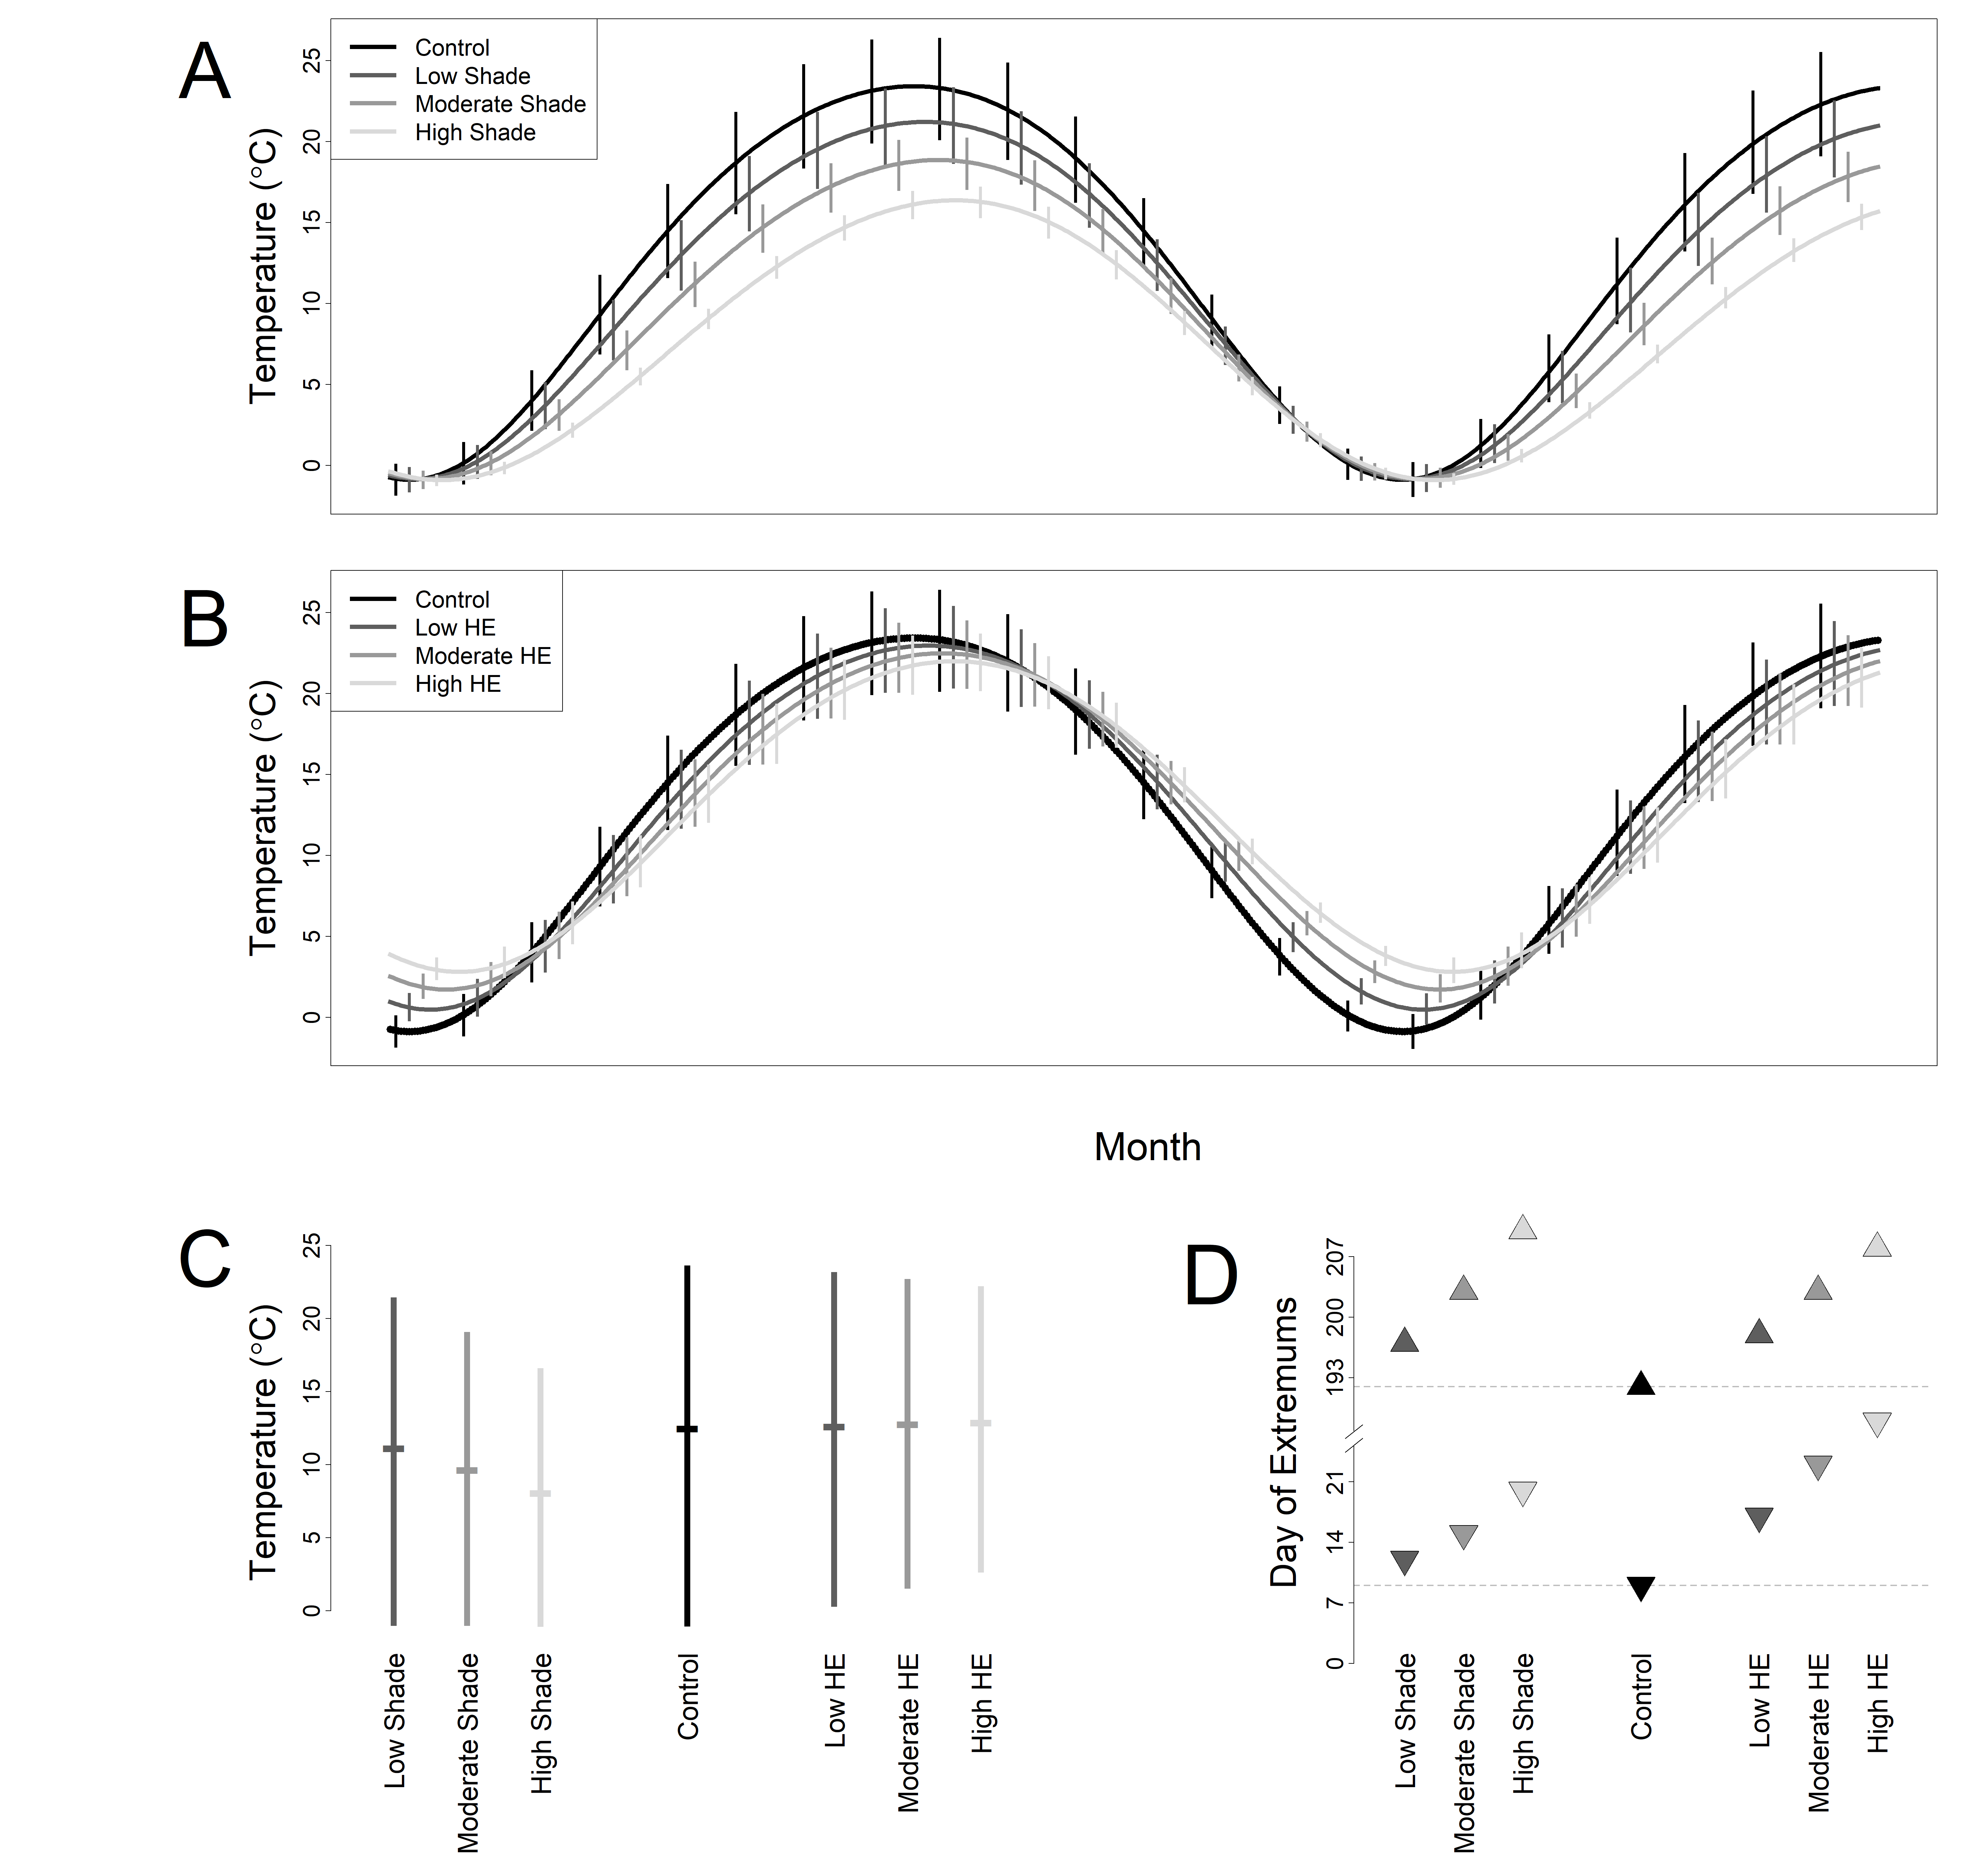 A
Control
Low Shade
Moderate Shade
High Shade
Temperature (°C)
0
5
10
15
20
25
B
Control
Low HE
Moderate HE
High HE
Temperature (°C)
0
5
10
15
20
25
Month
C
Temperature (°C)
0
5
10
15
20
25
Low Shade
Moderate Shade
High Shade
Control
Low HE
Moderate HE
High HE
D
Day of Extremums
0
7
14
21
193
200
207
Low Shade
Moderate Shade
High Shade
Control
Low HE
Moderate HE
High HE